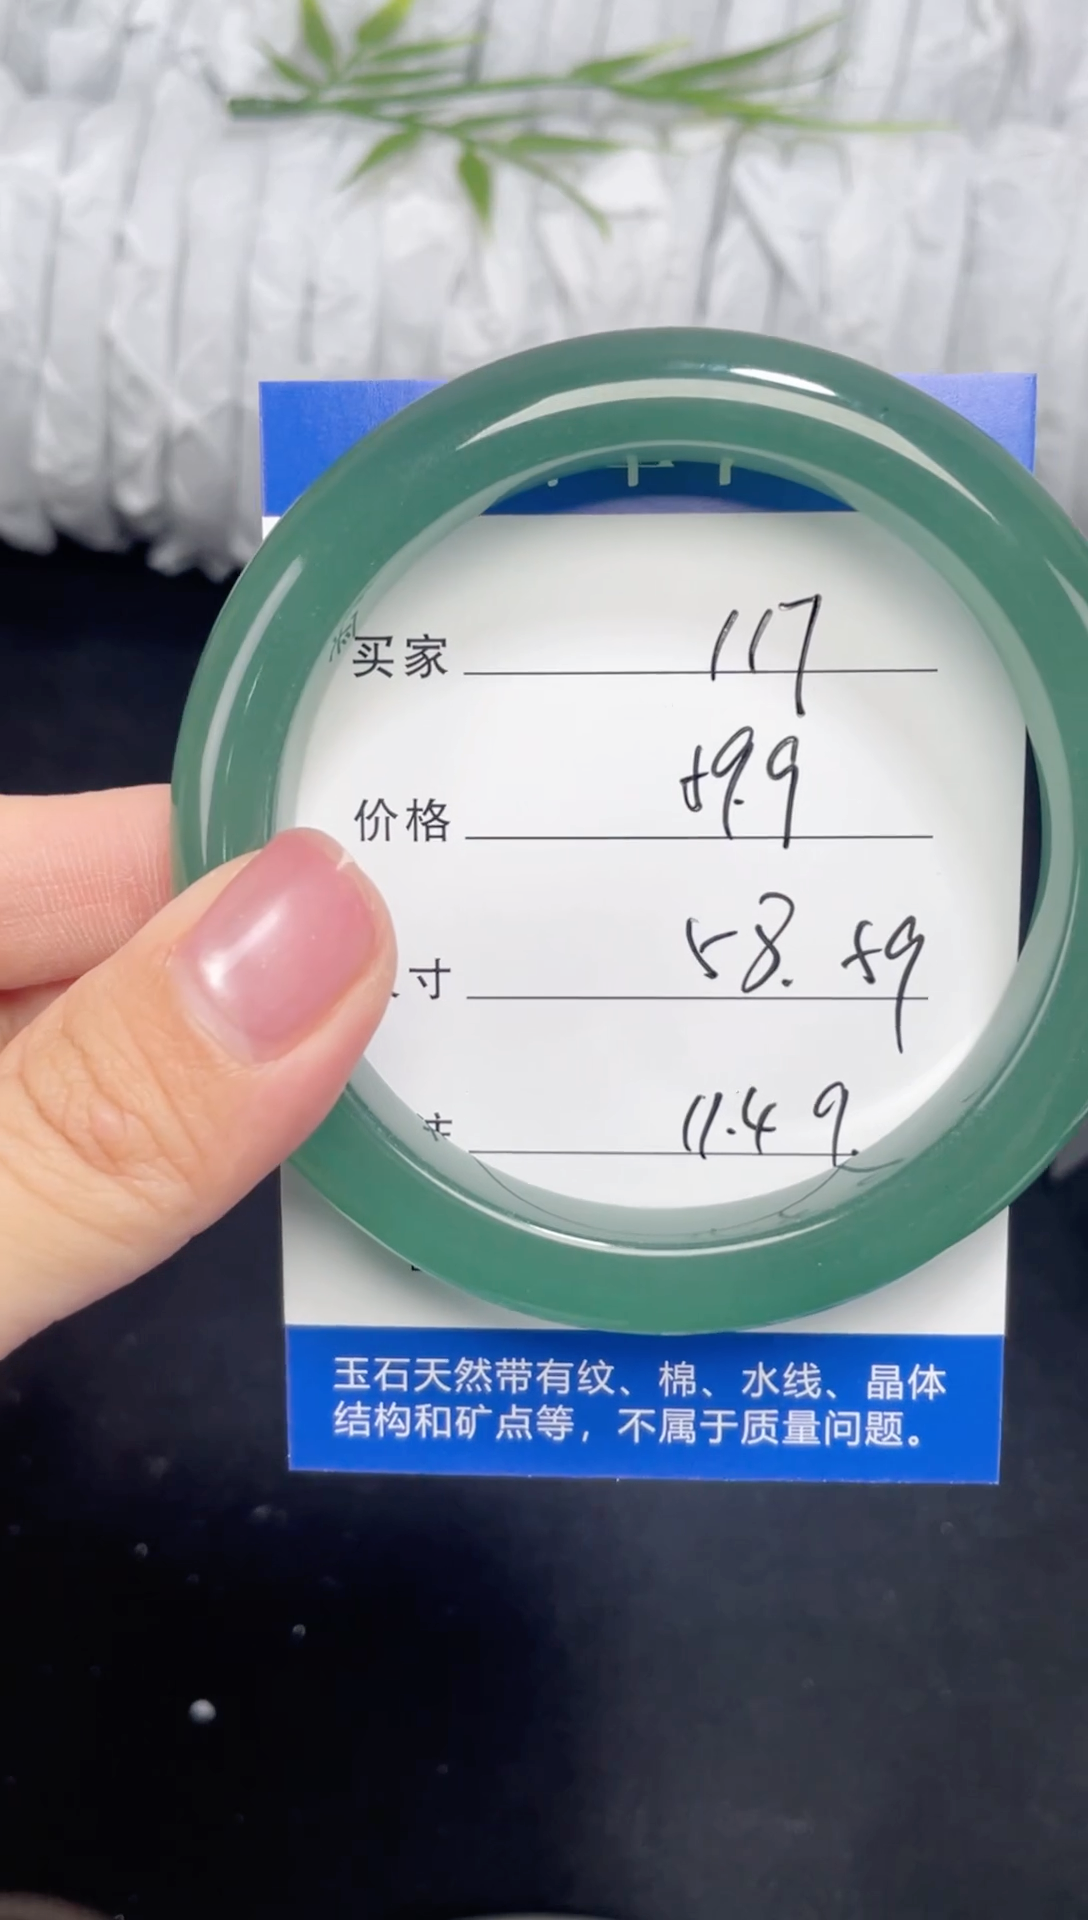 买家 117
价格 59.9
寸 58.59
11.49.
玉石天然带有纹、棉、水线、晶体
结构和矿点等，不属于质量问题。